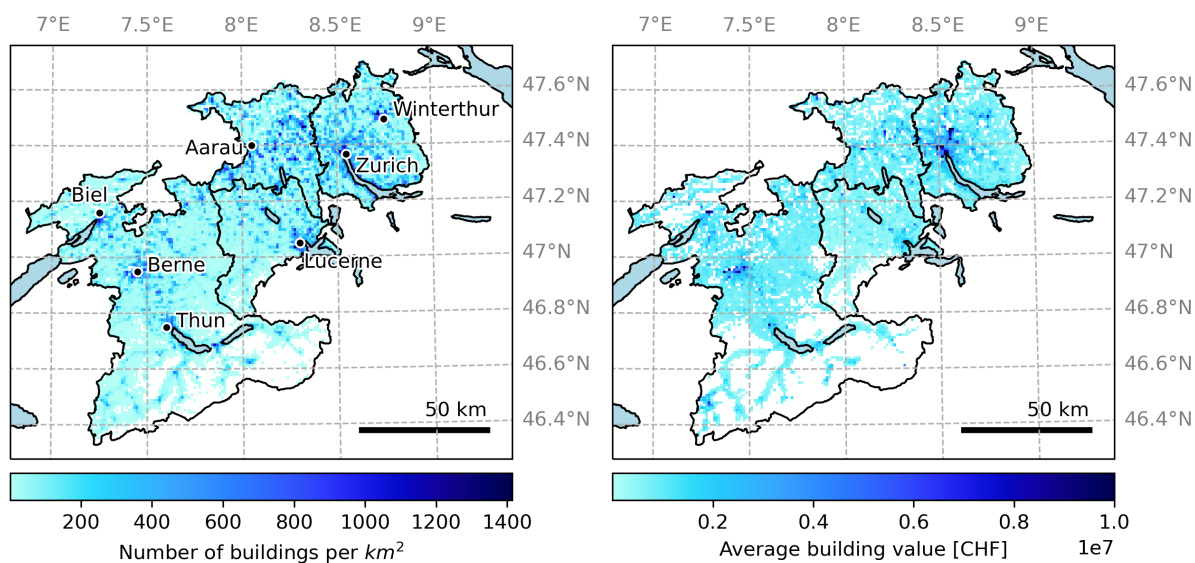 7°E 7.5°E 8°E 8.5°E 9°E
7°E 7.5°E 8°E 8.5°E 9°E
47.6°N
47.4°N
47.2°N
47°N
46.8°N
46.6°N
46.4°N
Winterthur
Aarau
Zurich
Biel
Berne
Lucerne
Thun
50 km
200 400 600 800 1000 1200 1400
Number of buildings per km²
47.6°N
47.4°N
47.2°N
47°N
46.8°N
46.6°N
46.4°N
50 km
0.2 0.4 0.6 0.8 1.0
Average building value [CHF]
1e7